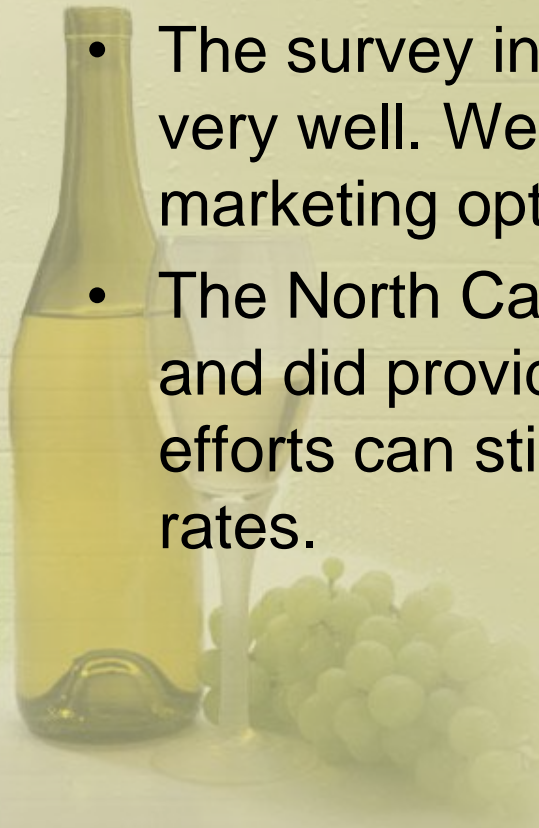 • The survey in
very well. We
marketing opt
• The North Ca
and did provid
efforts can sti
rates.